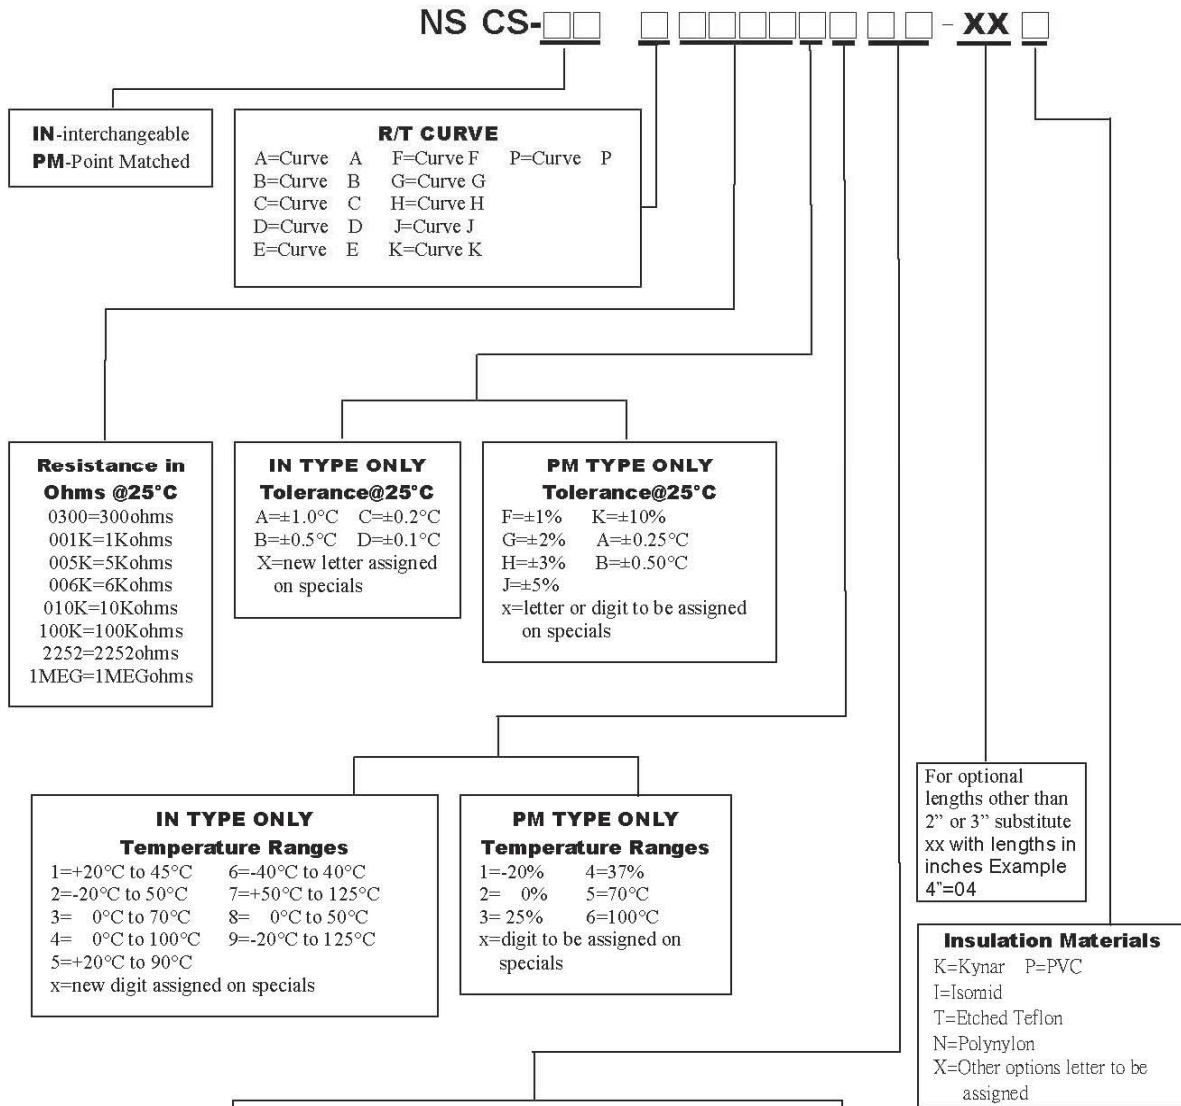 NS CS-□□ □ □□□□□□ □□ - XX □
IN-interchangeable
PM-Point Matched
R/T CURVE
A=Curve A F=Curve F P=Curve P
B=Curve B G=Curve G
C=Curve C H=Curve H
D=Curve D J=Curve J
E=Curve E K=Curve K
Resistance in
Ohms @25°C
0300=300ohms
001K=1Kohms
005K=5Kohms
006K=6Kohms
010K=10Kohms
100K=100Kohms
2252=2252ohms
1MEG=1MEGohms
IN TYPE ONLY
Tolerance@25°C
A=±1.0°C C=±0.2°C
B=±0.5°C D=±0.1°C
X=new letter assigned
on specials
PM TYPE ONLY
Tolerance@25°C
F=±1% K=±10%
G=±2% A=±0.25°C
H=±3% B=±0.50°C
J=±5%
x=letter or digit to be assigned
on specials
IN TYPE ONLY
Temperature Ranges
1=+20°C to 45°C 6=-40°C to 40°C
2=-20°C to 50°C 7=+50°C to 125°C
3= 0°C to 70°C 8= 0°C to 50°C
4= 0°C to 100°C 9=-20°C to 125°C
5=+20°C to 90°C
x=new digit assigned on specials
PM TYPE ONLY
Temperature Ranges
1=-20% 4=37%
2= 0% 5=70°C
3= 25% 6=100°C
x=digit to be assigned on
specials
For optional
lengths other than
2” or 3” substitute
xx with lengths in
inches Example
4”=04
Insulation Materials
K=Kynar P=PVC
I=Isomid
T=Etched Teflon
N=Polynylon
X=Other options letter to be
assigned